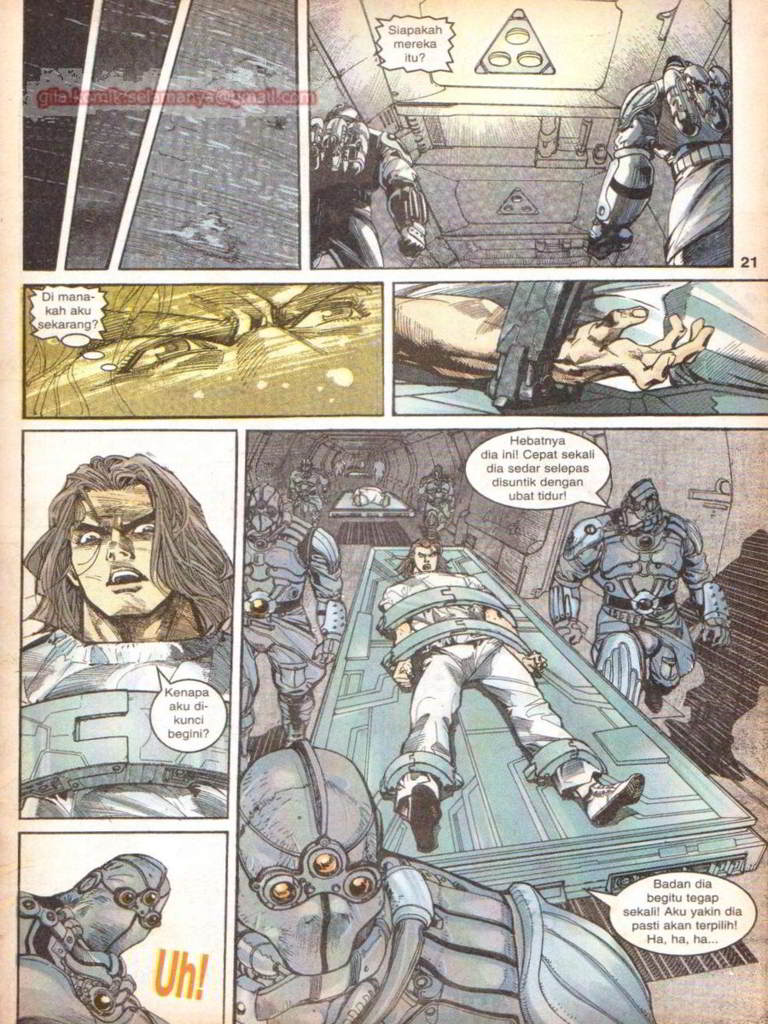 Siapakah
mereka
itu?
gila.komik.selamanya@gmail.com
21
Di mana-
kah aku
sekarang?
Kenapa
aku di-
kunci
begini?
Hebatnya
dia ini! Cepat sekali
dia sedar selepas
disuntik dengan
ubat tidur!
Uh!
Badan dia
begitu tegap
sekali! Aku yakin dia
pasti akan terpilih!
Ha, ha, ha...